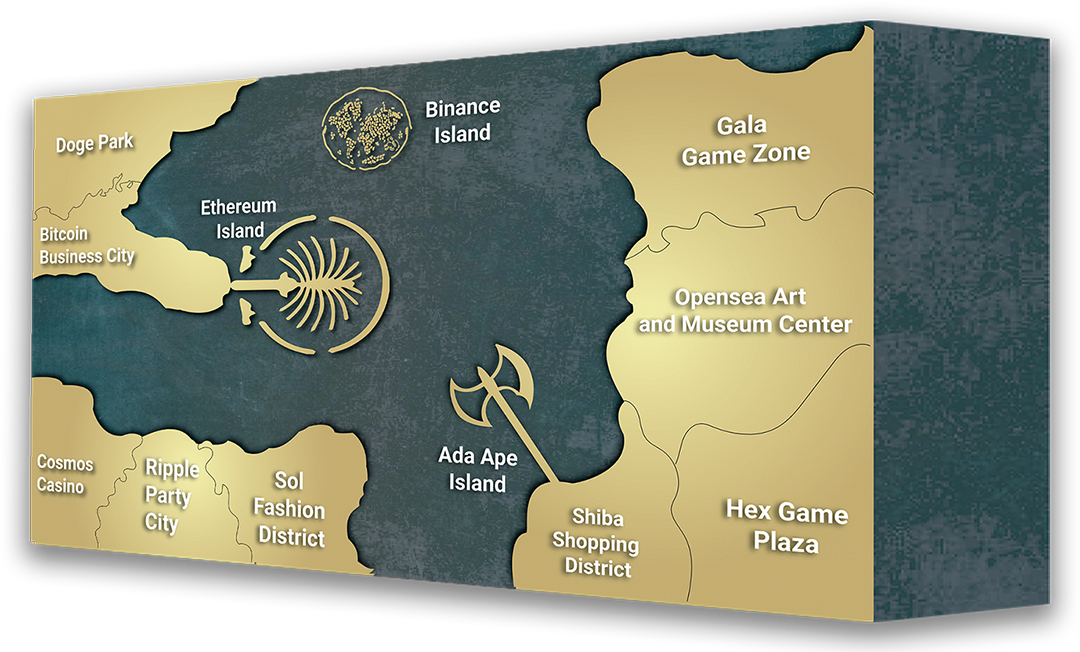 Doge Park
Bitcoin
Business City
Ethereum
Island
Binance
Island
Gala
Game Zone
Opensea Art
and Museum Center
Ada Ape
Island
Cosmos
Casino
Ripple
Party
City
Sol
Fashion
District
Shiba
Shopping
District
Hex Game
Plaza